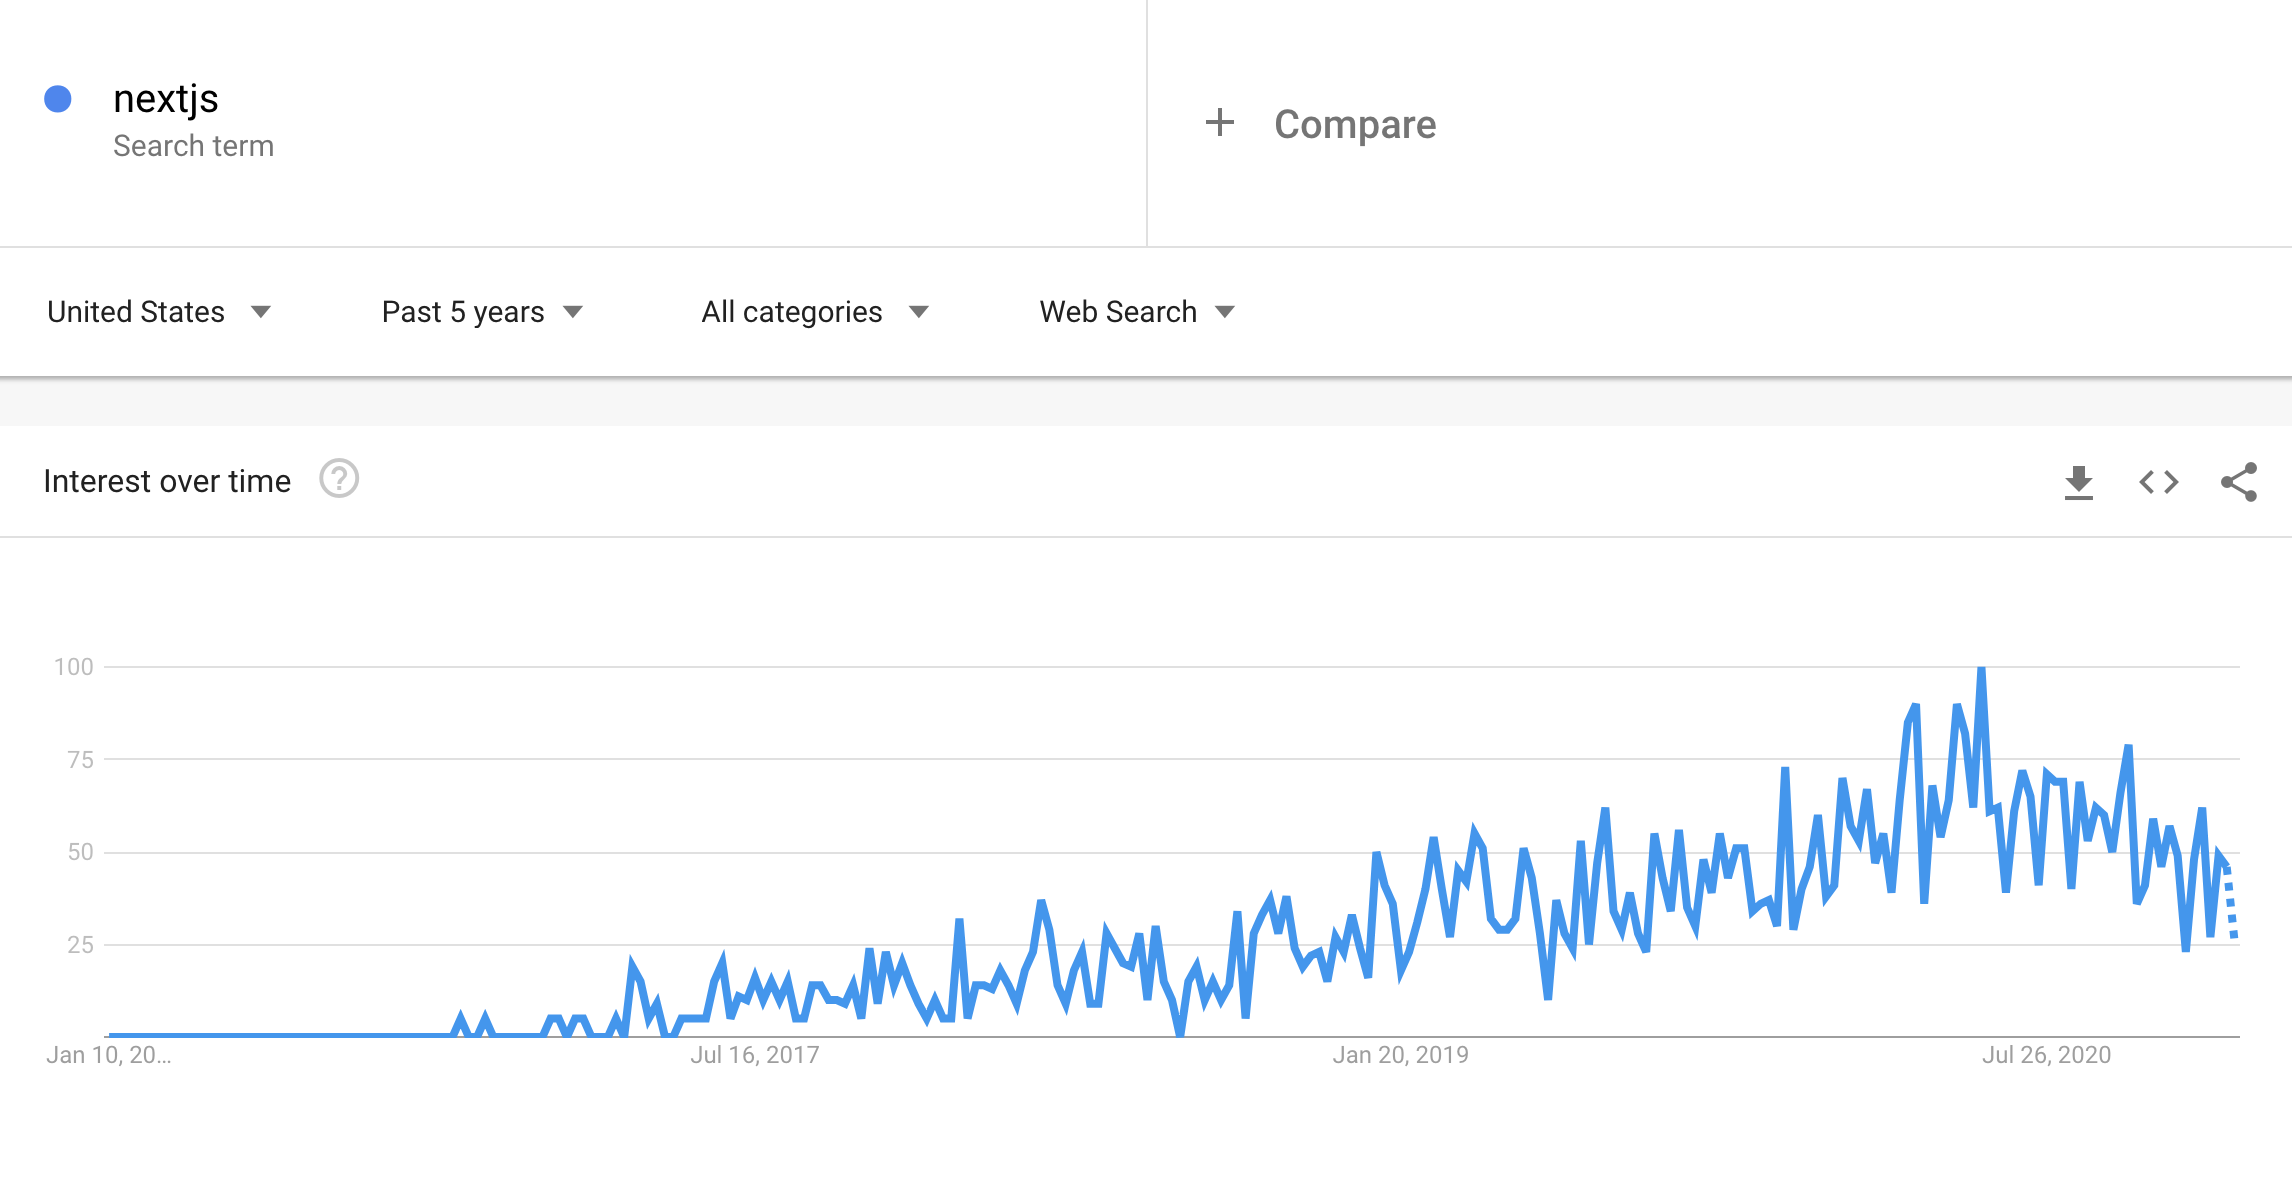 nextjs
Search term
+ Compare
United States
Past 5 years
All categories
Web Search
Interest over time ?
100
75
50
25
Jan 10, 20...
Jul 16, 2017
Jan 20, 2019
Jul 26, 2020